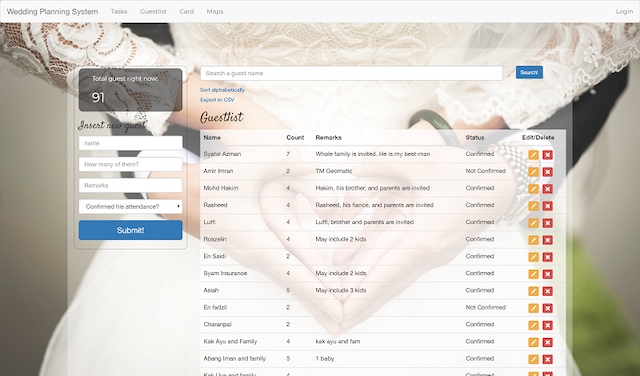 Wedding Planning System Tasks Guestlist Card Maps Login
Total guest right now:
91
Insert new guest
name
How many of them?
Remarks
Confirmed his attendance?
Submit!
Search a guest name Search!
Sort alphabetically
Export to CSV
Guestlist
Name Count Remarks Status Edit/Delete
Syahir Azman 7 Whole family is invited. He is my best-man Confirmed
Amir Imran 2 TM Geomatic Not Confirmed
Mohd Hakim 4 Hakim, his brother, and parents are invited Confirmed
Rasheed 4 Rasheed, his fiance, and parents are invited Confirmed
Lutfi 4 Lutfi, brother and parents are invited Confirmed
Roszelin 4 May include 2 kids Confirmed
En Saidi 2 Confirmed
Syam Insurance 4 May include 2 kids Confirmed
Asiah 5 May include 3 kids Confirmed
En fadzil 2 Not Confirmed
Charanpal 2 Confirmed
Kak Ayu and Family 4 kak ayu and fam Confirmed
Abang Iman and family 5 1 baby Confirmed
and family 4 Confirmed